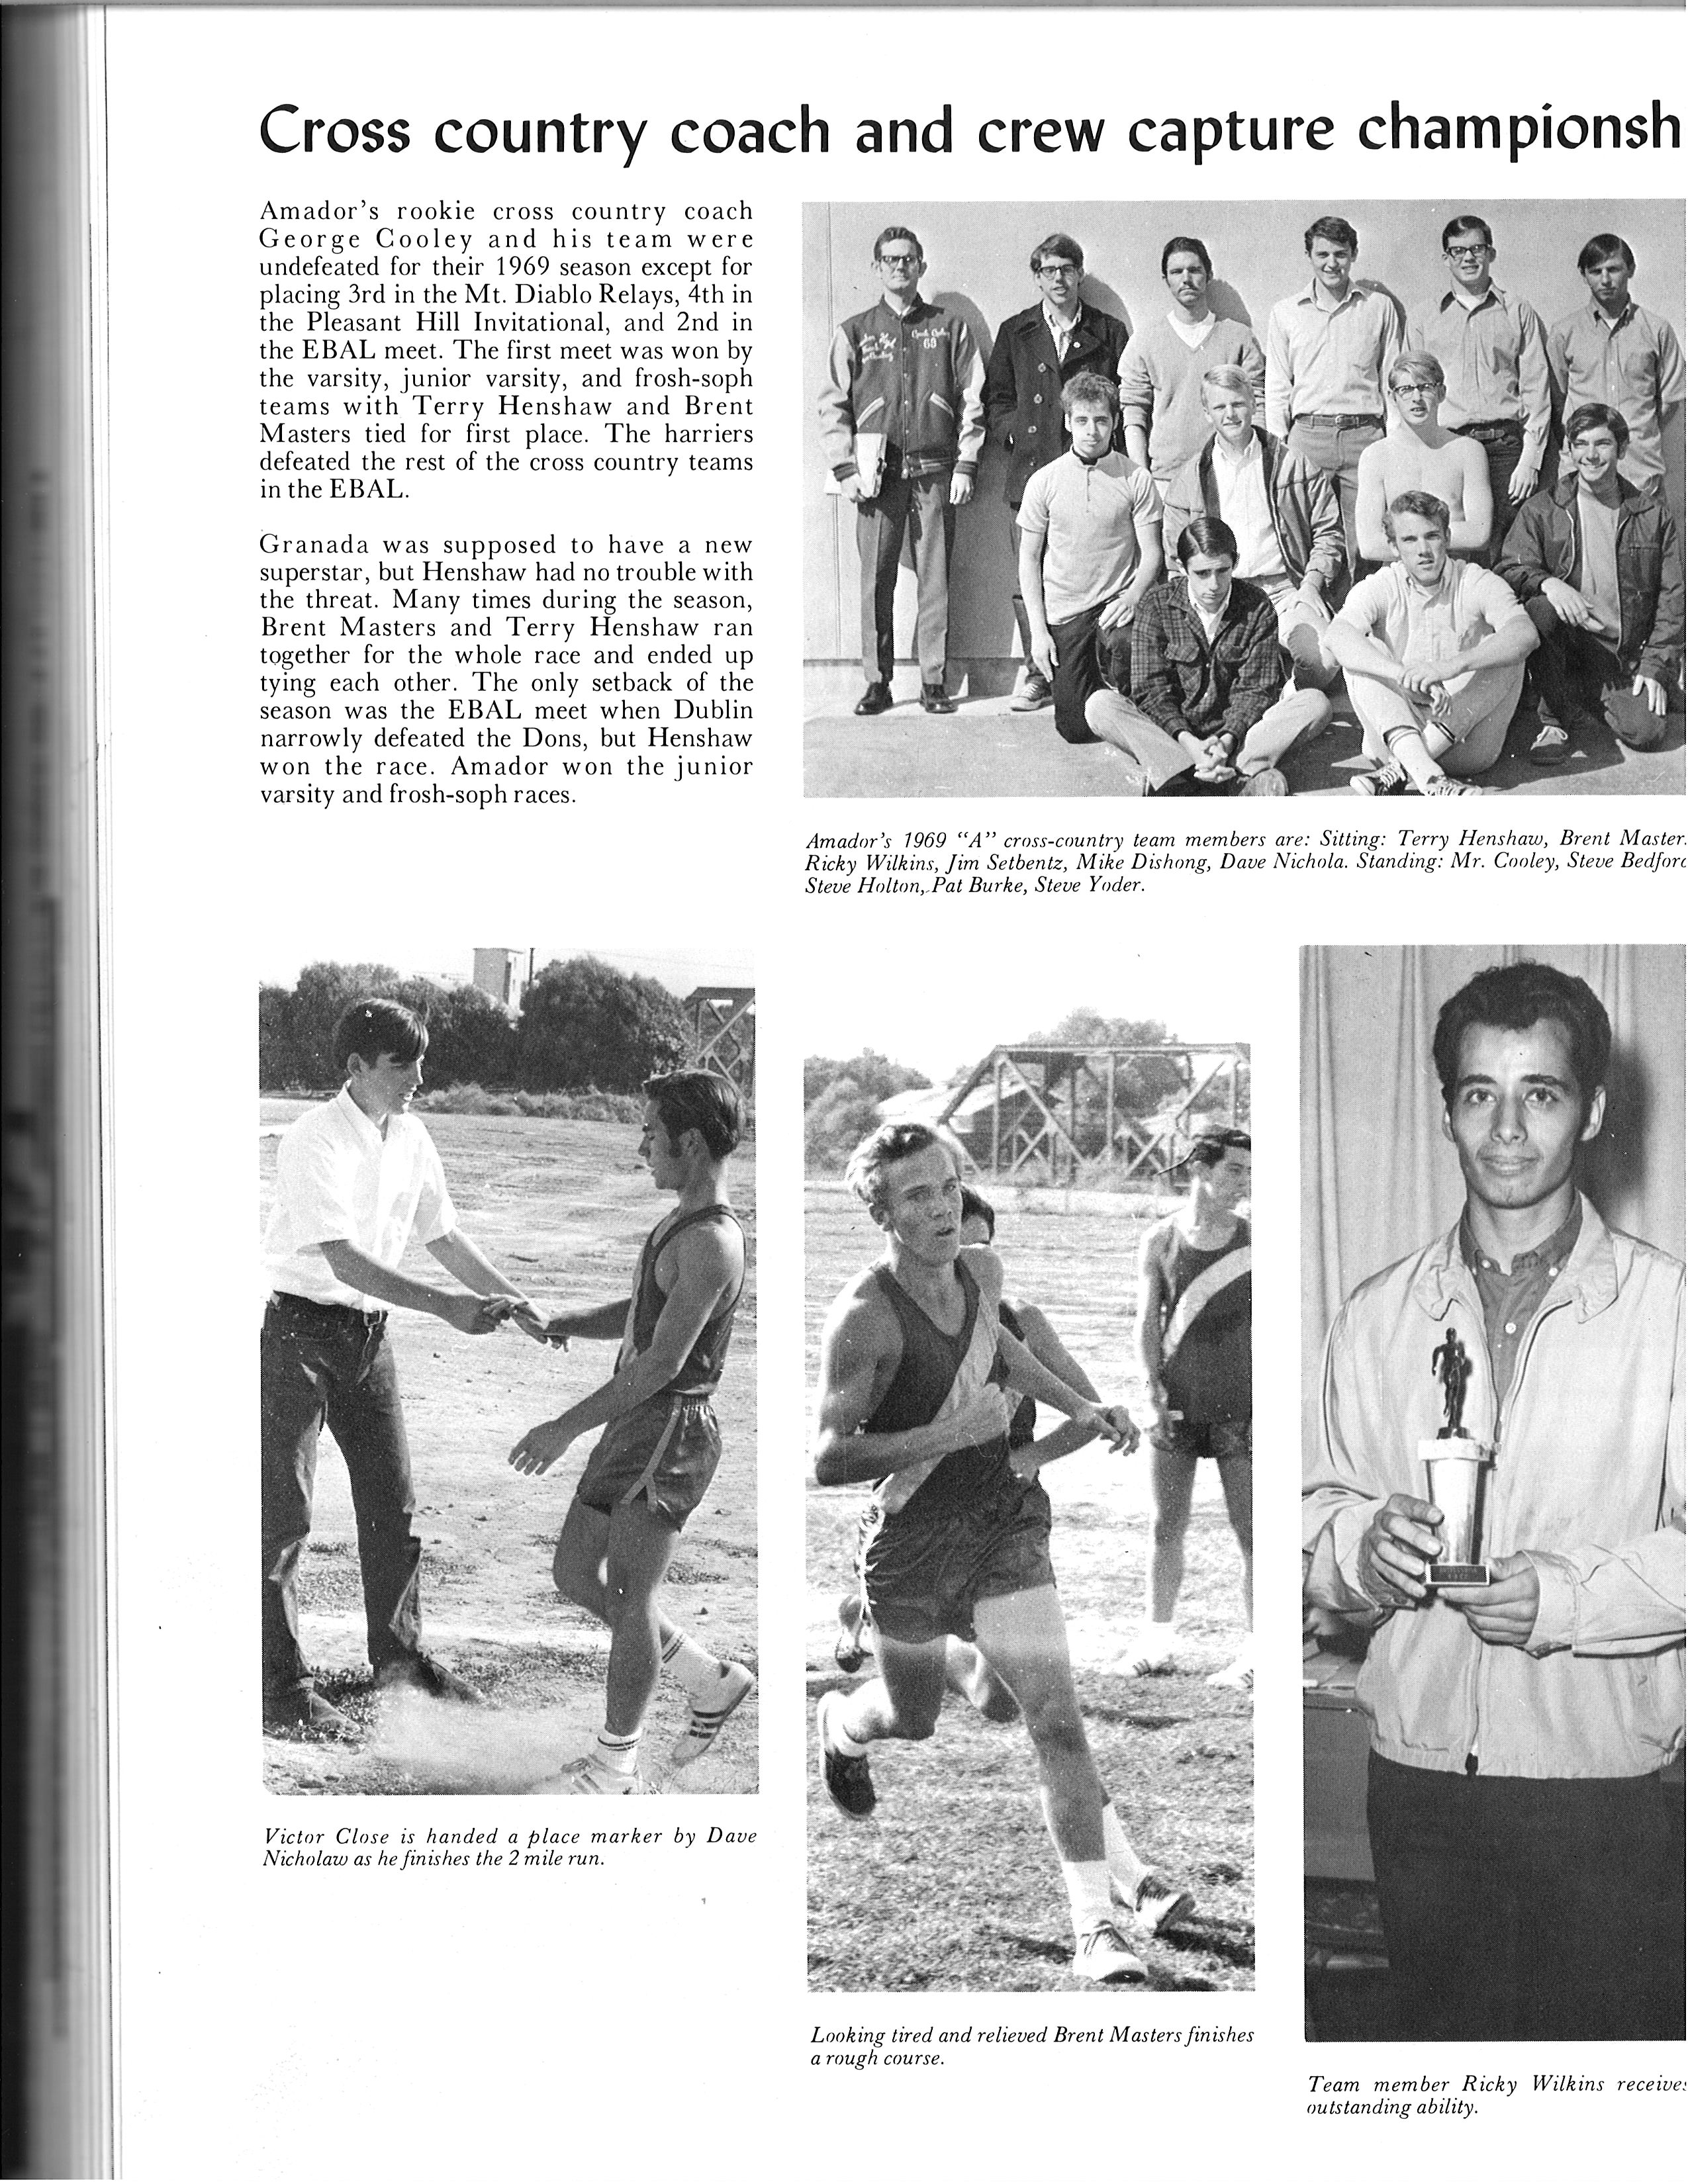 Cross country coach and crew capture championsh
Amador's rookie cross country coach
George Cooley and his team were
undefeated for their 1969 season except for
placing 3rd in the Mt. Diablo Relays, 4th in
the Pleasant Hill Invitational, and 2nd in
the EBAL meet. The first meet was won by
the varsity, junior varsity, and frosh-soph
teams with Terry Henshaw and Brent
Masters tied for first place. The harriers
defeated the rest of the cross country teams
in the EBAL.
Granada was supposed to have a new
superstar, but Henshaw had no trouble with
the threat. Many times during the season,
Brent Masters and Terry Henshaw ran
together for the whole race and ended up
tying each other. The only setback of the
season was the EBAL meet when Dublin
narrowly defeated the Dons, but Henshaw
won the race. Amador won the junior
varsity and frosh-soph races.
69
Amador's 1969 "A" cross-country team members are: Sitting: Terry Henshaw, Brent Master
Ricky Wilkins, Jim Setbentz, Mike Dishong, Dave Nichola. Standing: Mr. Cooley, Steve Bedford
Steve Holton, Pat Burke, Steve Yoder.
Victor Close is handed a place marker by Dave
Nicholaw as he finishes the 2 mile run.
Looking tired and relieved Brent Masters finishes
a rough course.
Team member Ricky Wilkins receives
outstanding ability.